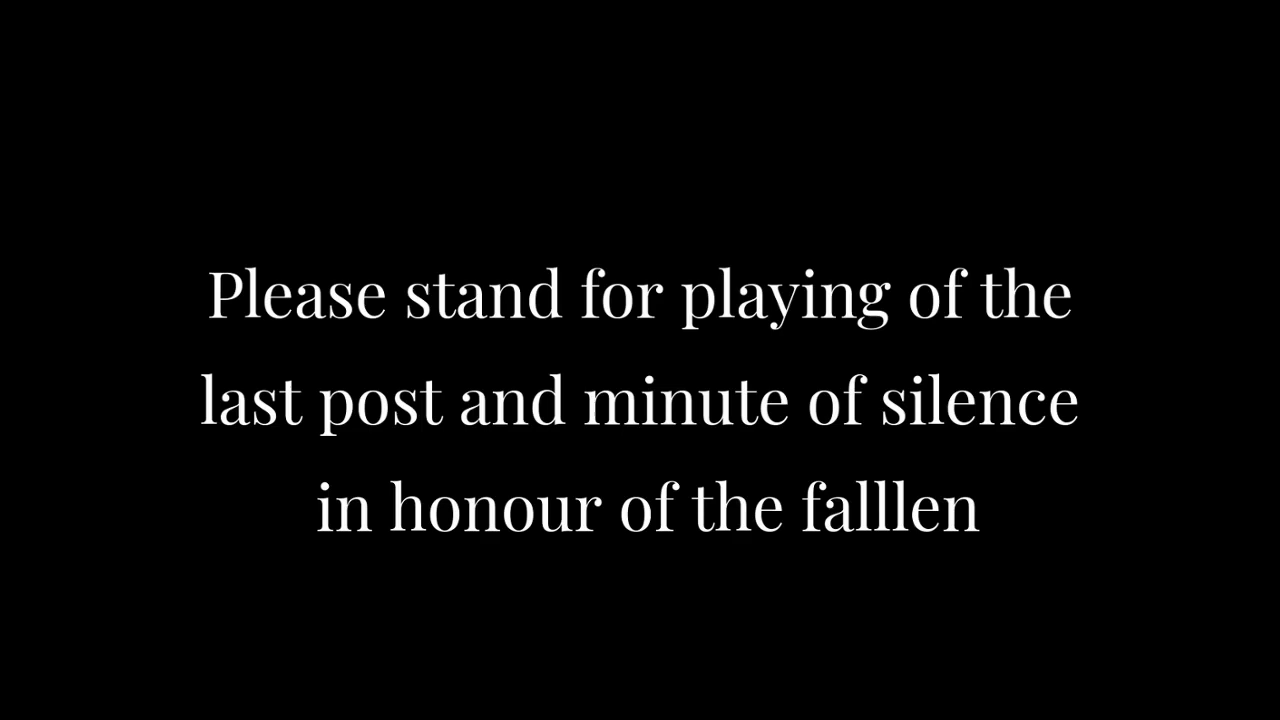 Please stand for playing of the
last post and minute of silence
in honour of the falllen